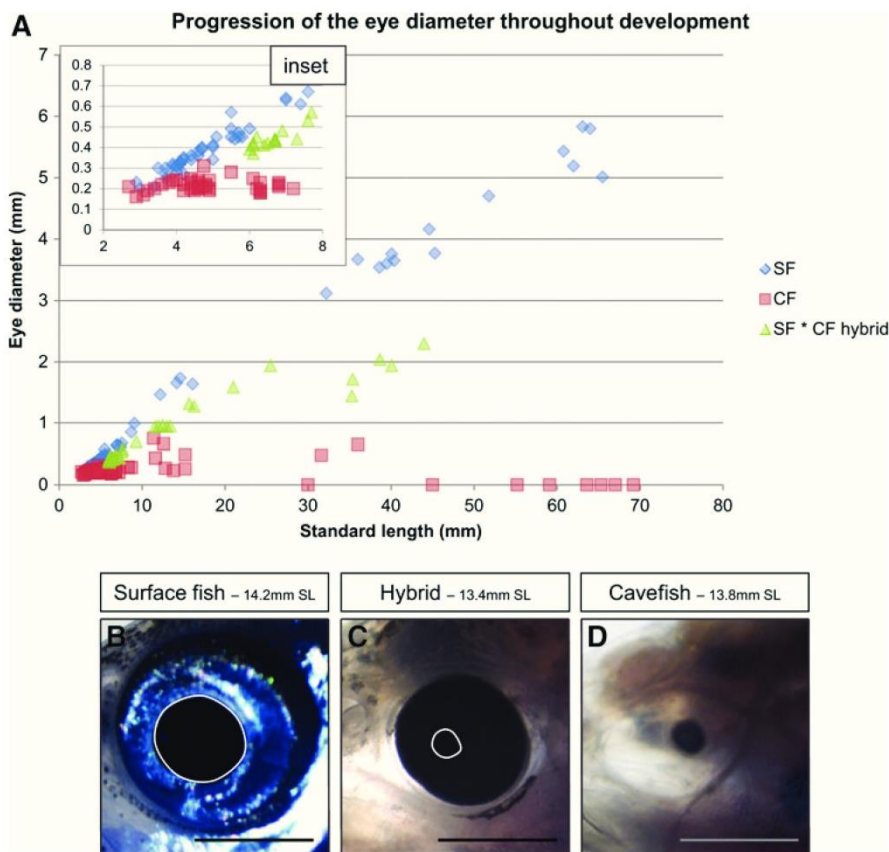 A
Progression of the eye diameter throughout development
7
6
5
4
3
2
1
0
Eye diameter (mm)
inset
0.8
0.7
0.6
0.5
0.4
0.3
0.2
0.1
0
2 4 6 8
SF
CF
SF * CF hybrid
0 10 20 30 40 50 60 70 80
Standard length (mm)
Surface fish – 14.2mm SL
Hybrid – 13.4mm SL
Cavefish – 13.8mm SL
B
C
D